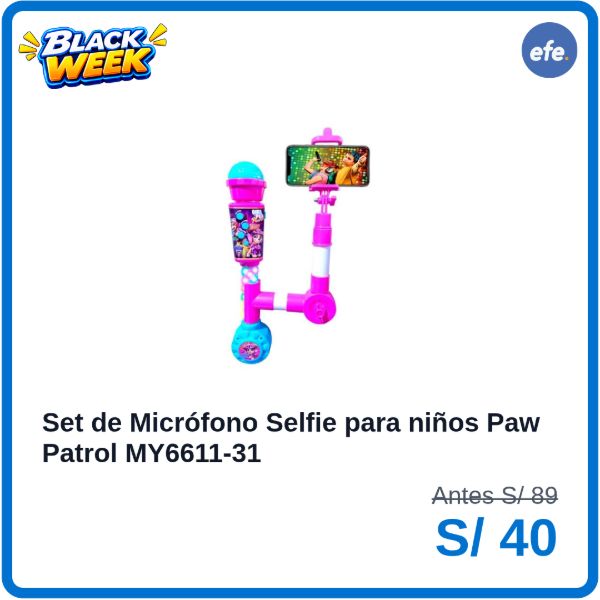 BLACK
WEEK
efe.
Set de Micrófono Selfie para niños Paw
Patrol MY6611-31
Antes S/ 89
S/ 40